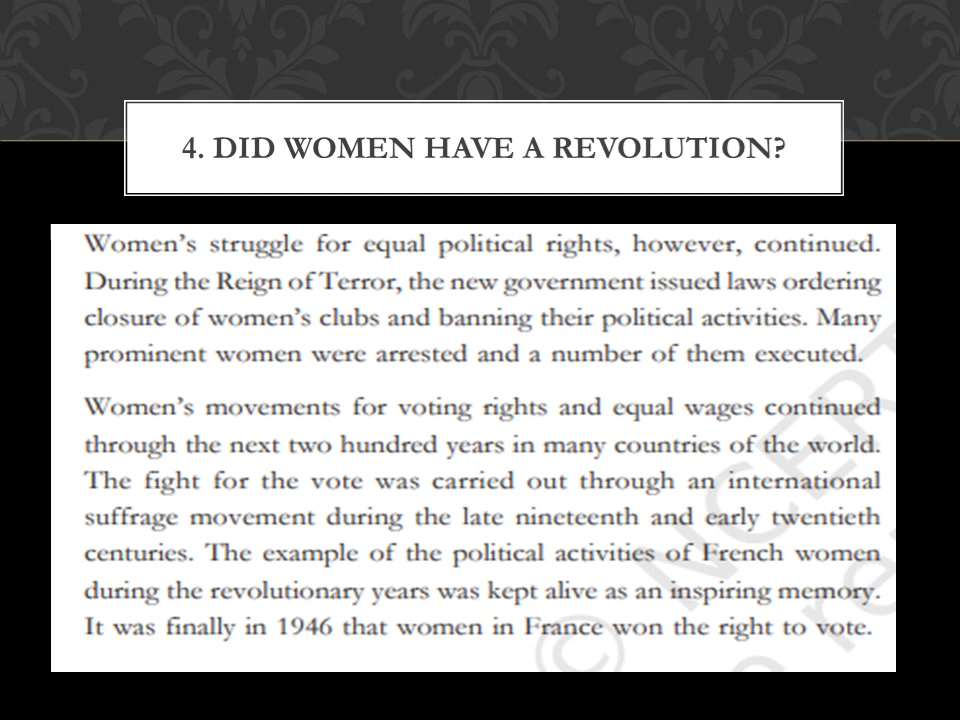 4. DID WOMEN HAVE A REVOLUTION?
Women's struggle for equal political rights, however, continued.
During the Reign of Terror, the new government issued laws ordering
closure of women's clubs and banning their political activities. Many
prominent women were arrested and a number of them executed.
Women's movements for voting rights and equal wages continued
through the next two hundred years in many countries of the world.
The fight for the vote was carried out through an international
suffrage movement during the late nineteenth and early twentieth
centuries. The example of the political activities of French women
during the revolutionary years was kept alive as an inspiring memory.
It was finally in 1946 that women in France won the right to vote.
© NCERT